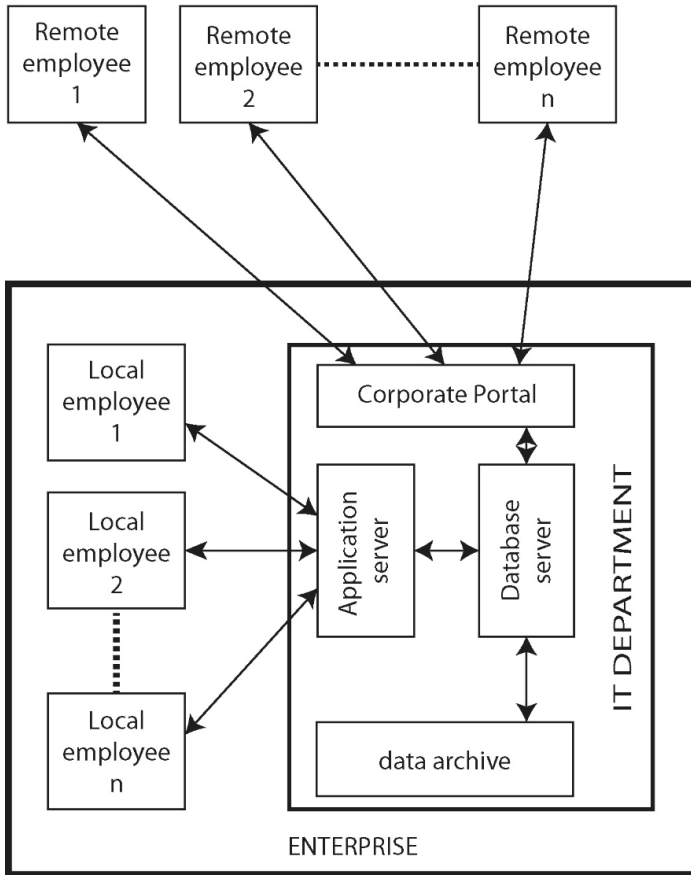 Remote
employee
1
Remote
employee
2
Remote
employee
n
Local
employee
1
Local
employee
2
Local
employee
n
Corporate Portal
Application
server
Database
server
data archive
IT DEPARTMENT
ENTERPRISE